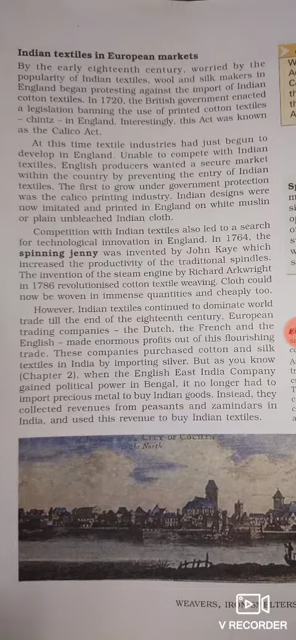 Indian textiles in European markets
By the early eighteenth century, worried by the
popularity of Indian textiles, wool and silk makers in
England began protesting against the import of Indian
cotton textiles. In 1720, the British government enacted
a legislation banning the use of printed cotton textiles
– chintz – in England. Interestingly, this Act was known
as the Calico Act.
At this time textile industries had just begun to
develop in England. Unable to compete with Indian
textiles, English producers wanted a secure market
within the country by preventing the entry of Indian
textiles. The first to grow under government protection
was the calico printing industry. Indian designs were
now imitated and printed in England on white muslin
or plain unbleached Indian cloth.
Competition with Indian textiles also led to a search
for technological innovation in England. In 1764, the
spinning jenny was invented by John Kaye which
increased the productivity of the traditional spindles.
The invention of the steam engine by Richard Arkwright
in 1786 revolutionised cotton textile weaving. Cloth could
now be woven in immense quantities and cheaply too.
However, Indian textiles continued to dominate world
trade till the end of the eighteenth century. European
trading companies – the Dutch, the French and the
English – made enormous profits out of this flourishing
trade. These companies purchased cotton and silk
textiles in India by importing silver. But as you know
(Chapter 2), when the English East India Company
gained political power in Bengal, it no longer had to
import precious metal to buy Indian goods. Instead, they
collected revenues from peasants and zamindars in
India, and used this revenue to buy Indian textiles.
CITY OF
North
WEAVERS,
V RECORDER